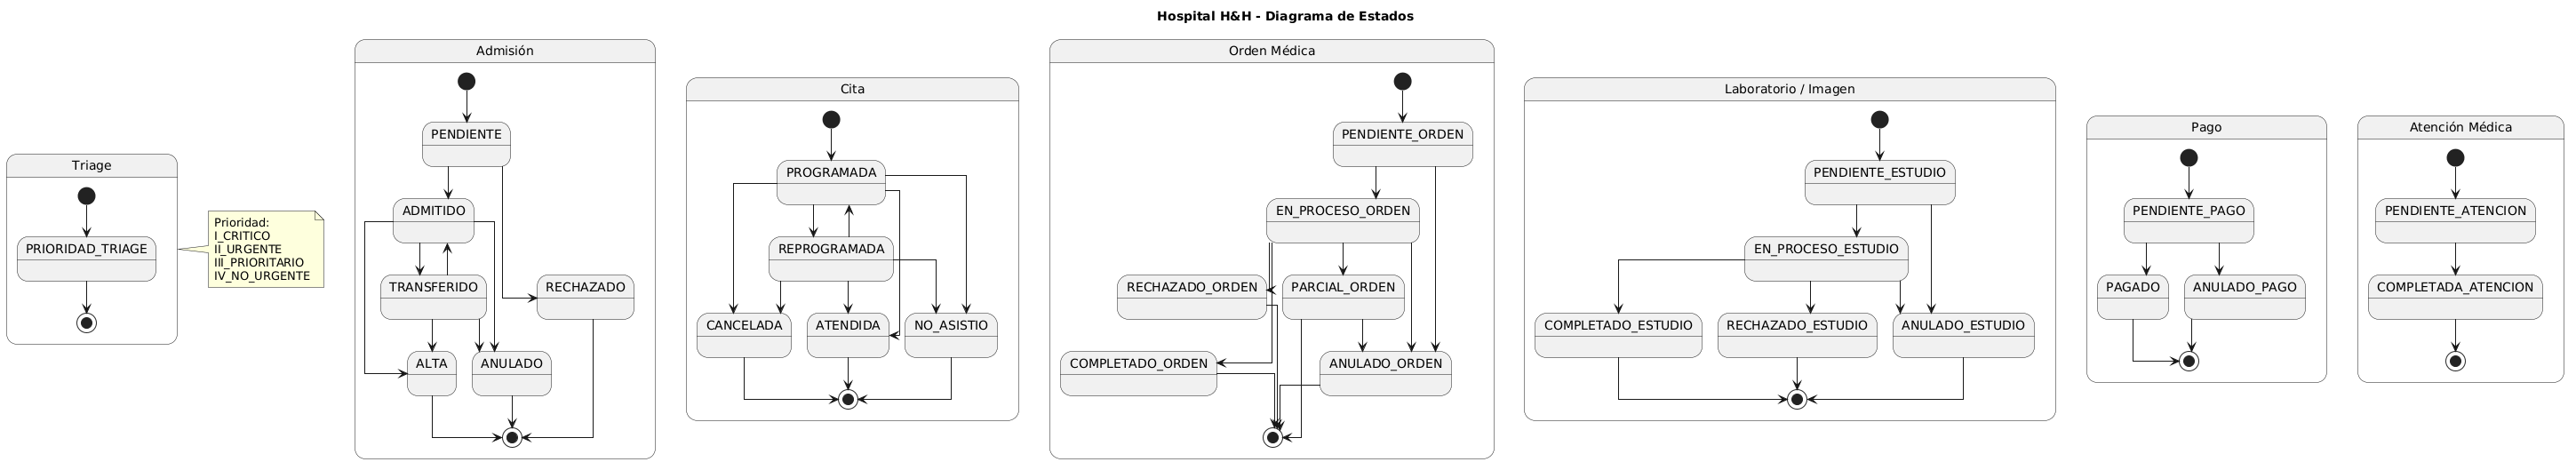 Hospital H&H - Diagrama de Estados
Triage
PRIORIDAD_TRIAGE
Prioridad:
I_CRITICO
II_URGENTE
III_PRIORITARIO
IV_NO_URGENTE
Admisión
PENDIENTE
ADMITIDO
TRANSFERIDO
RECHAZADO
ALTA
ANULADO
Cita
PROGRAMADA
REPROGRAMADA
CANCELADA
ATENDIDA
NO_ASISTIO
Orden Médica
PENDIENTE_ORDEN
EN_PROCESO_ORDEN
RECHAZADO_ORDEN
PARCIAL_ORDEN
COMPLETADO_ORDEN
ANULADO_ORDEN
Laboratorio / Imagen
PENDIENTE_ESTUDIO
EN_PROCESO_ESTUDIO
COMPLETADO_ESTUDIO
RECHAZADO_ESTUDIO
ANULADO_ESTUDIO
Pago
PENDIENTE_PAGO
PAGADO
ANULADO_PAGO
Atención Médica
PENDIENTE_ATENCION
COMPLETADA_ATENCION